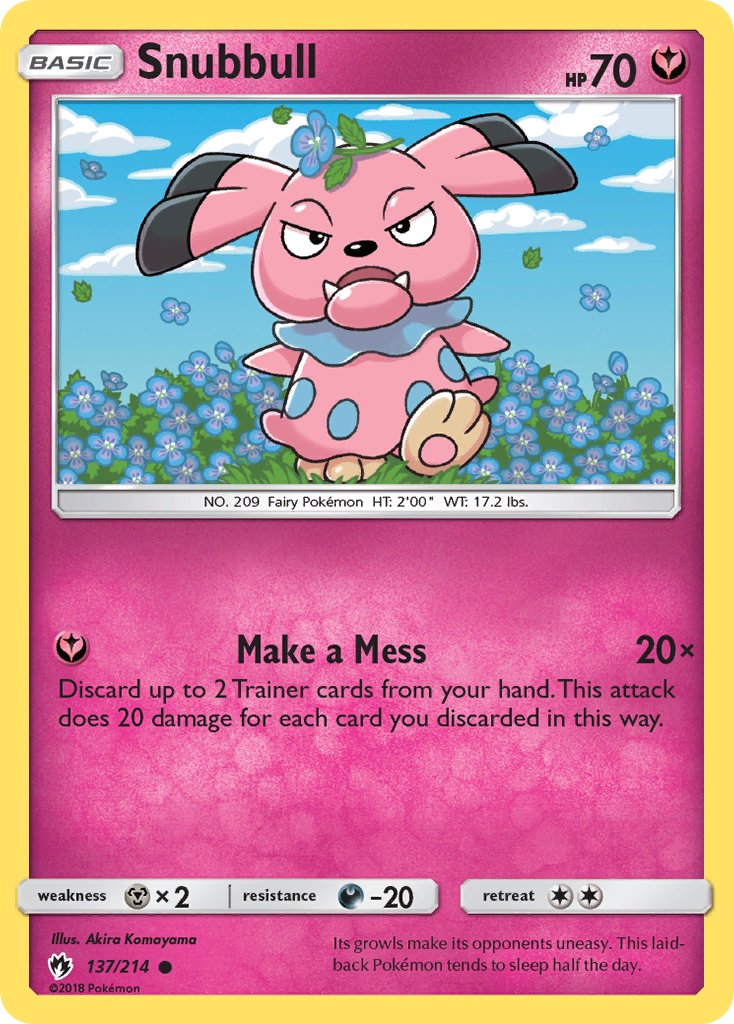 BASIC Snubbull HP 70
NO. 209 Fairy Pokémon HT: 2'00" WT: 17.2 lbs.
Make a Mess 20×
Discard up to 2 Trainer cards from your hand. This attack
does 20 damage for each card you discarded in this way.
weakness ×2 resistance -20 retreat
Illus. Akira Komayama
137/214
©2018 Pokémon
Its growls make its opponents uneasy. This laid-
back Pokémon tends to sleep half the day.